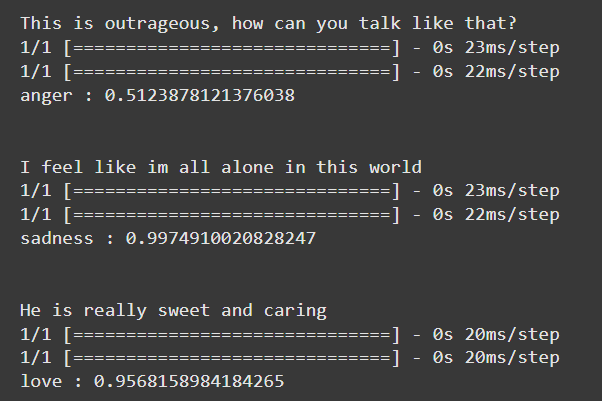 This is outrageous, how can you talk like that?
1/1 [==============================] - 0s 23ms/step
1/1 [==============================] - 0s 22ms/step
anger : 0.5123878121376038
I feel like im all alone in this world
1/1 [==============================] - 0s 23ms/step
1/1 [==============================] - 0s 22ms/step
sadness : 0.9974910020828247
He is really sweet and caring
1/1 [==============================] - 0s 20ms/step
1/1 [==============================] - 0s 20ms/step
love : 0.9568158984184265